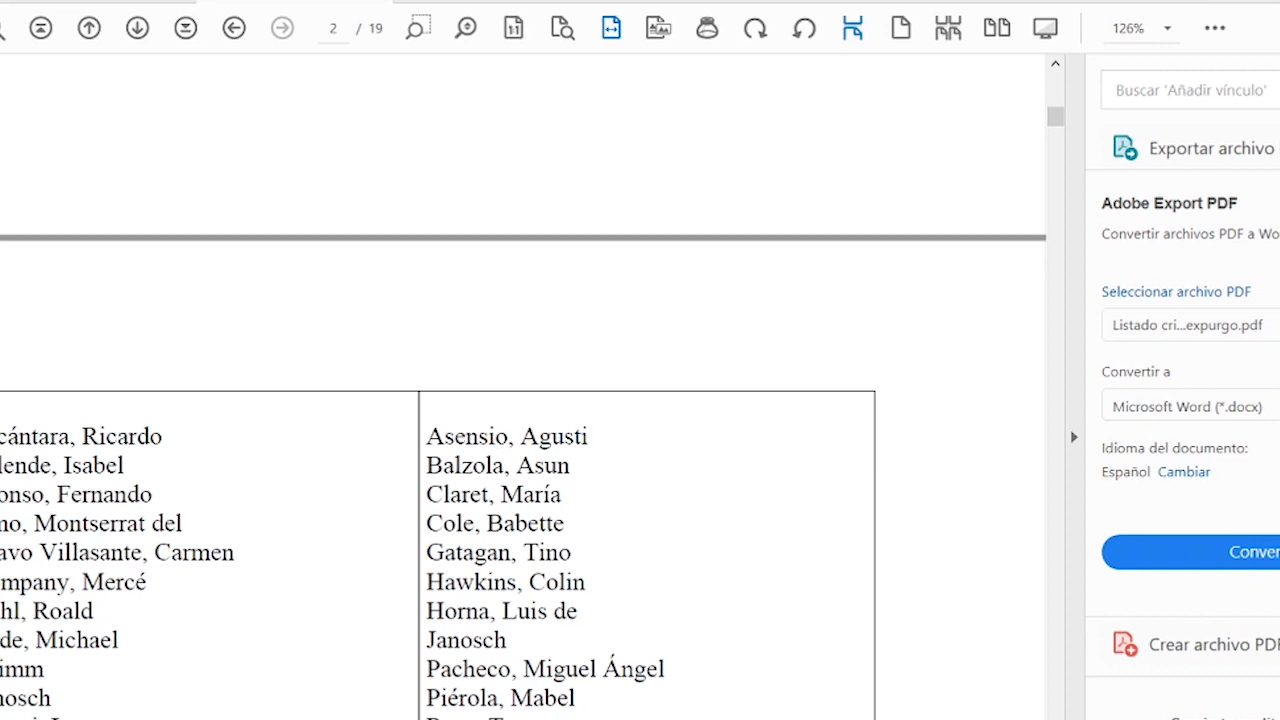 2 / 19
126%
Buscar 'Añadir vínculo'
Exportar archivo
Adobe Export PDF
Convertir archivos PDF a Wo
Seleccionar archivo PDF
Listado cri...expurgo.pdf
Convertir a
Microsoft Word (*.docx)
Idioma del documento:
Español Cambiar
Conver
Crear archivo PDF
cántara, Ricardo
lende, Isabel
onso, Fernando
mo, Montserrat del
avo Villasante, Carmen
mpany, Mercé
hl, Roald
de, Michael
imm
nosch
Asensio, Agusti
Balzola, Asun
Claret, María
Cole, Babette
Gatagan, Tino
Hawkins, Colin
Horna, Luis de
Janosch
Pacheco, Miguel Ángel
Piérola, Mabel